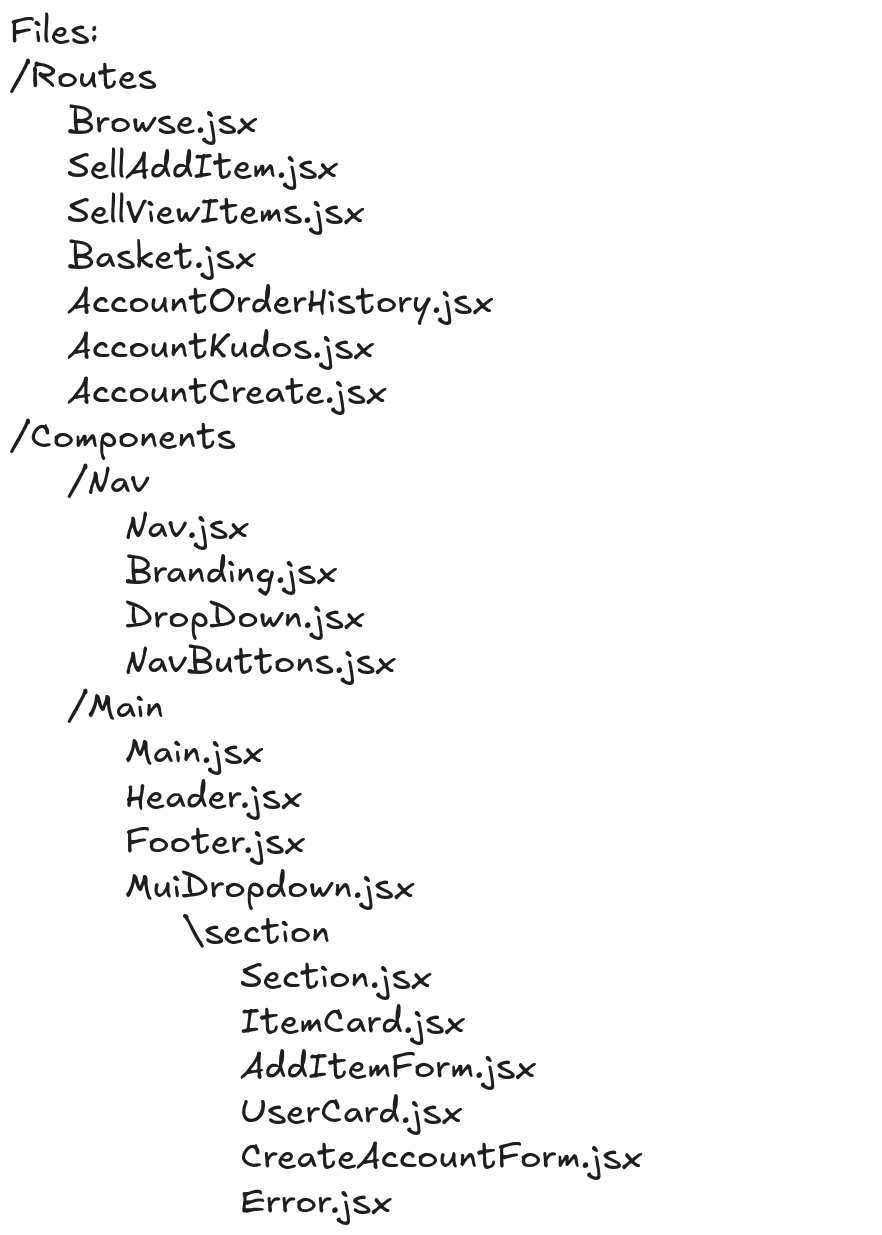 Files:
/Routes
Browse.jsx
SellAddItem.jsx
SellViewItems.jsx
Basket.jsx
AccountOrderHistory.jsx
AccountKudos.jsx
AccountCreate.jsx
/Components
/Nav
Nav.jsx
Branding.jsx
DropDown.jsx
NavButtons.jsx
/Main
Main.jsx
Header.jsx
Footer.jsx
MuiDropdown.jsx
\section
Section.jsx
ItemCard.jsx
AddItemForm.jsx
UserCard.jsx
CreateAccountForm.jsx
Error.jsx